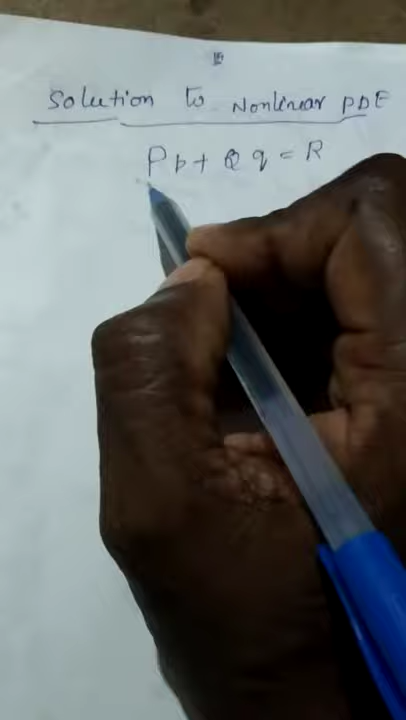 Solution to Nonlinear PDE
Pp + Qq = R